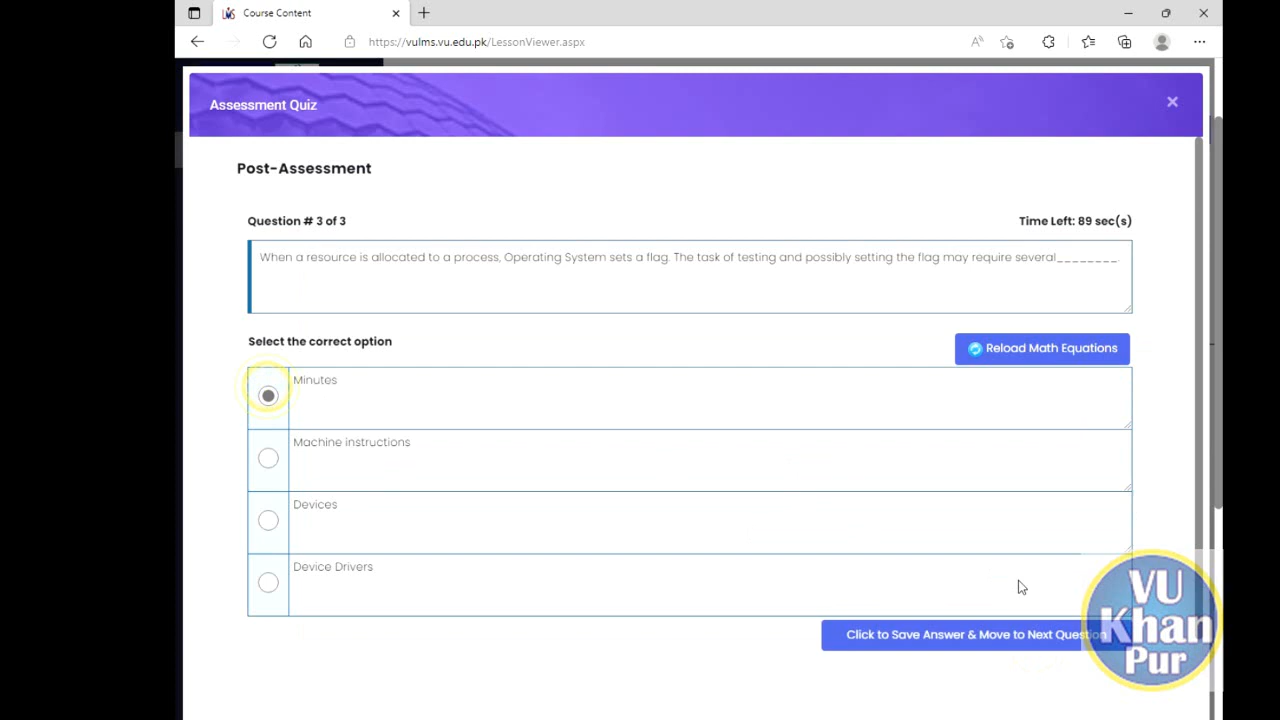 Course Content
https://vulms.vu.edu.pk/LessonViewer.aspx
Assessment Quiz
Post-Assessment
Question # 3 of 3
Time Left: 89 sec(s)
When a resource is allocated to a process, Operating System sets a flag. The task of testing and possibly setting the flag may require several________.
Select the correct option
Reload Math Equations
Minutes
Machine instructions
Devices
Device Drivers
Click to Save Answer & Move to Next Question
VU
Khan
Pur